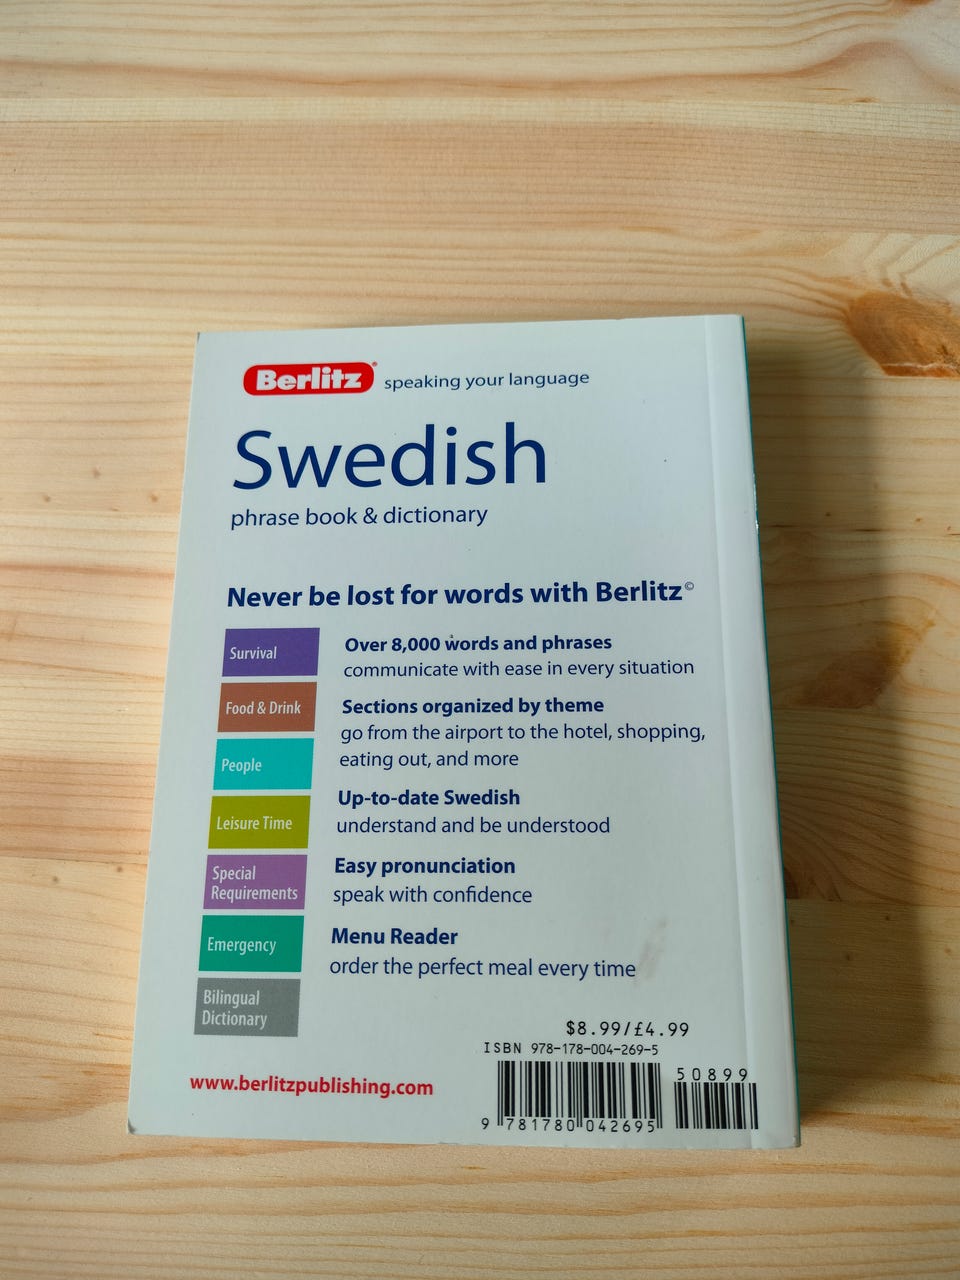 Berlitz® speaking your language
Swedish
phrase book & dictionary
Never be lost for words with Berlitz©
Survival
Food & Drink
People
Leisure Time
Special
Requirements
Emergency
Bilingual
Dictionary
Over 8,000 words and phrases
communicate with ease in every situation
Sections organized by theme
go from the airport to the hotel, shopping,
eating out, and more
Up-to-date Swedish
understand and be understood
Easy pronunciation
speak with confidence
Menu Reader
order the perfect meal every time
$8.99/£4.99
ISBN 978-178-004-269-5
50899
9 781780 042695
www.berlitzpublishing.com